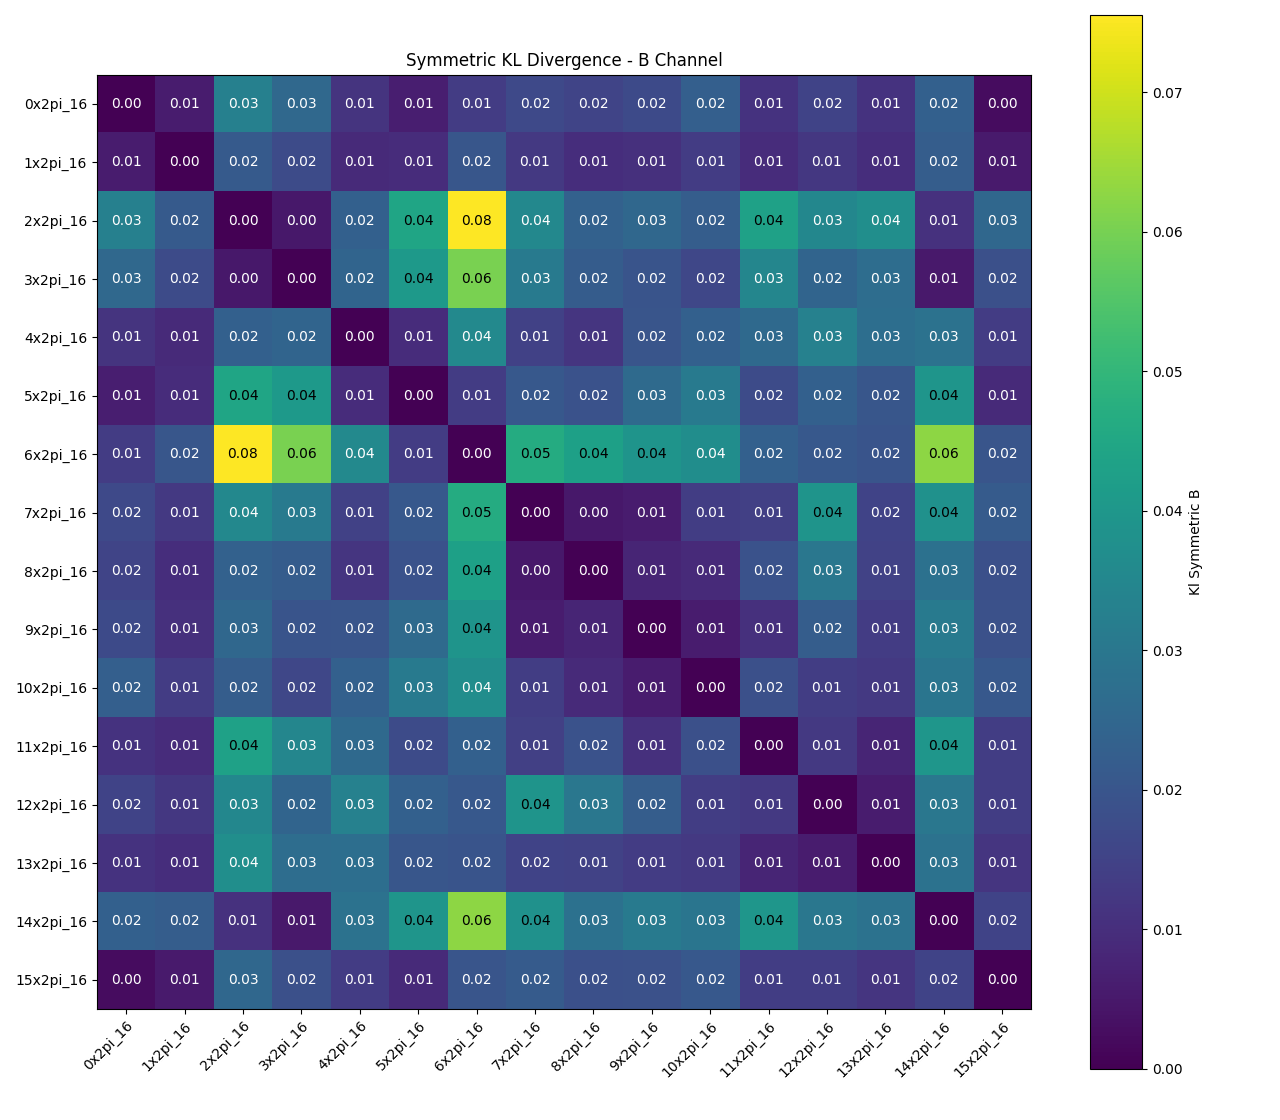 Symmetric KL Divergence - B Channel
0x2pi_16 0.00 0.01 0.03 0.03 0.01 0.01 0.01 0.02 0.02 0.02 0.02 0.01 0.02 0.01 0.02 0.00
1x2pi_16 0.01 0.00 0.02 0.02 0.01 0.01 0.02 0.01 0.01 0.01 0.01 0.01 0.01 0.01 0.02 0.01
2x2pi_16 0.03 0.02 0.00 0.00 0.02 0.04 0.08 0.04 0.02 0.03 0.02 0.04 0.03 0.04 0.01 0.03
3x2pi_16 0.03 0.02 0.00 0.00 0.02 0.04 0.06 0.03 0.02 0.02 0.02 0.03 0.02 0.03 0.01 0.02
4x2pi_16 0.01 0.01 0.02 0.02 0.00 0.01 0.04 0.01 0.01 0.02 0.02 0.03 0.03 0.03 0.03 0.01
5x2pi_16 0.01 0.01 0.04 0.04 0.01 0.00 0.01 0.02 0.02 0.03 0.03 0.02 0.02 0.02 0.04 0.01
6x2pi_16 0.01 0.02 0.08 0.06 0.04 0.01 0.00 0.05 0.04 0.04 0.04 0.02 0.02 0.02 0.06 0.02
7x2pi_16 0.02 0.01 0.04 0.03 0.01 0.02 0.05 0.00 0.00 0.01 0.01 0.01 0.04 0.02 0.04 0.02
8x2pi_16 0.02 0.01 0.02 0.02 0.01 0.02 0.04 0.00 0.00 0.01 0.01 0.02 0.03 0.01 0.03 0.02
9x2pi_16 0.02 0.01 0.03 0.02 0.02 0.03 0.04 0.01 0.01 0.00 0.01 0.01 0.02 0.01 0.03 0.02
10x2pi_16 0.02 0.01 0.02 0.02 0.02 0.03 0.04 0.01 0.01 0.01 0.00 0.02 0.01 0.01 0.03 0.02
11x2pi_16 0.01 0.01 0.04 0.03 0.03 0.02 0.02 0.01 0.02 0.01 0.02 0.00 0.01 0.01 0.04 0.01
12x2pi_16 0.02 0.01 0.03 0.02 0.03 0.02 0.02 0.04 0.03 0.02 0.01 0.01 0.00 0.01 0.03 0.01
13x2pi_16 0.01 0.01 0.04 0.03 0.03 0.02 0.02 0.02 0.01 0.01 0.01 0.01 0.01 0.00 0.03 0.01
14x2pi_16 0.02 0.02 0.01 0.01 0.03 0.04 0.06 0.04 0.03 0.03 0.03 0.04 0.03 0.03 0.00 0.02
15x2pi_16 0.00 0.01 0.03 0.02 0.01 0.01 0.02 0.02 0.02 0.02 0.02 0.01 0.01 0.01 0.02 0.00
0x2pi_16 1x2pi_16 2x2pi_16 3x2pi_16 4x2pi_16 5x2pi_16 6x2pi_16 7x2pi_16 8x2pi_16 9x2pi_16 10x2pi_16 11x2pi_16 12x2pi_16 13x2pi_16 14x2pi_16 15x2pi_16
0.07
0.06
0.05
0.04
0.03
0.02
0.01
0.00
Kl Symmetric B